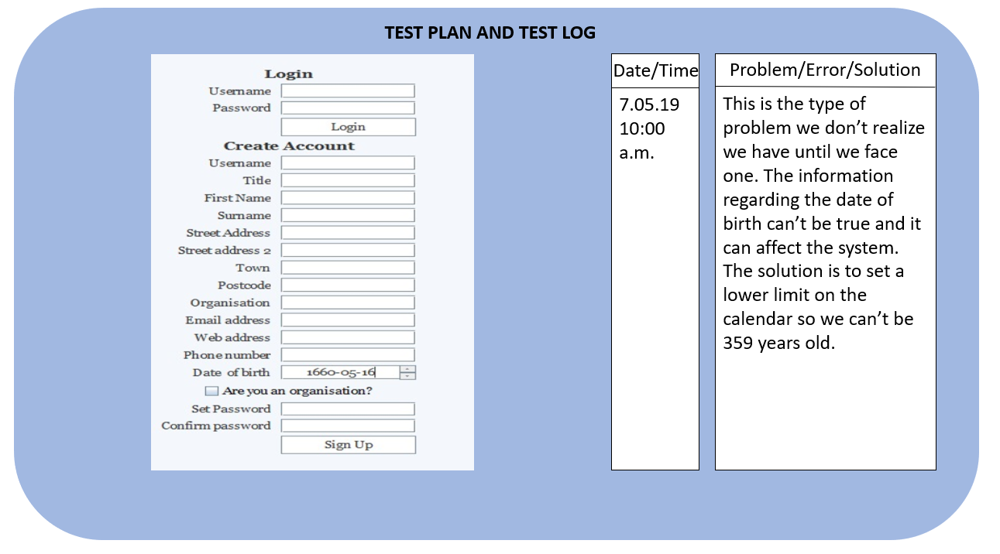 TEST PLAN AND TEST LOG
Login
Username
Password
Login
Create Account
Username
Title
First Name
Surname
Street Address
Street address 2
Town
Postcode
Organisation
Email address
Web address
Phone number
Date of birth 1660-05-16
Are you an organisation?
Set Password
Confirm password
Sign Up
Date/Time
7.05.19
10:00
a.m.
Problem/Error/Solution
This is the type of
problem we don’t realize
we have until we face
one. The information
regarding the date of
birth can’t be true and it
can affect the system.
The solution is to set a
lower limit on the
calendar so we can’t be
359 years old.